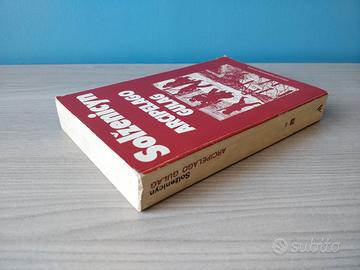 Solženicyn
ARCIPELAGO
GULAG
Solženicyn
ARCIPELAGO GULAG
subito